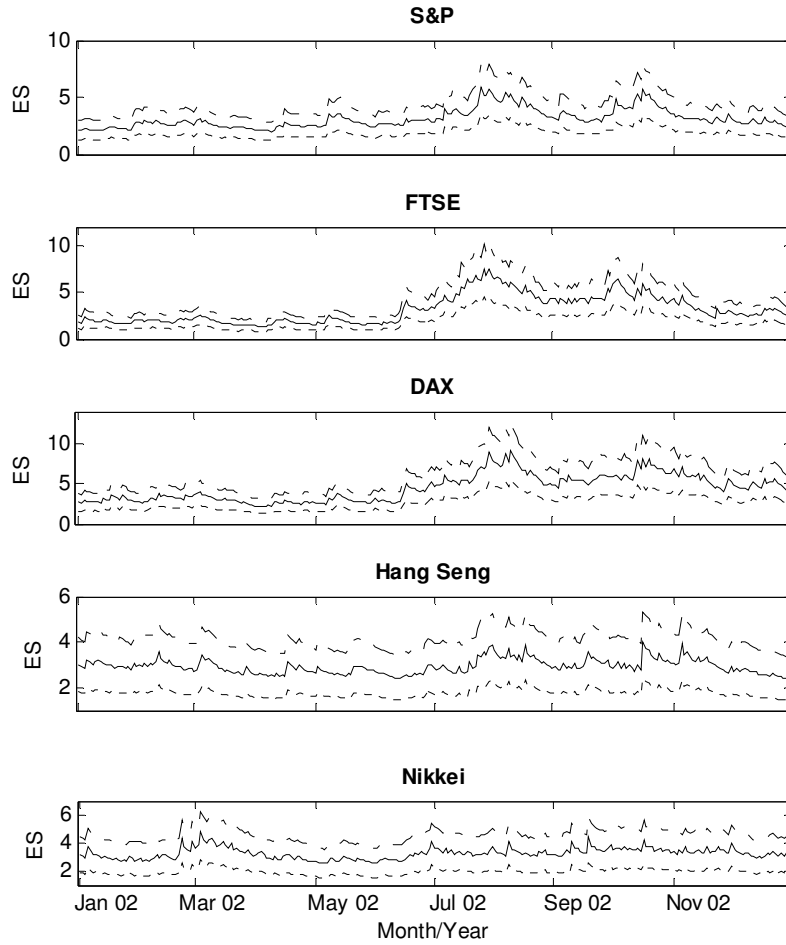 S&P
10
5
0
ES
FTSE
10
5
0
ES
DAX
10
5
0
ES
Hang Seng
6
4
2
ES
Nikkei
6
4
2
ES
Jan 02 Mar 02 May 02 Jul 02 Sep 02 Nov 02
Month/Year